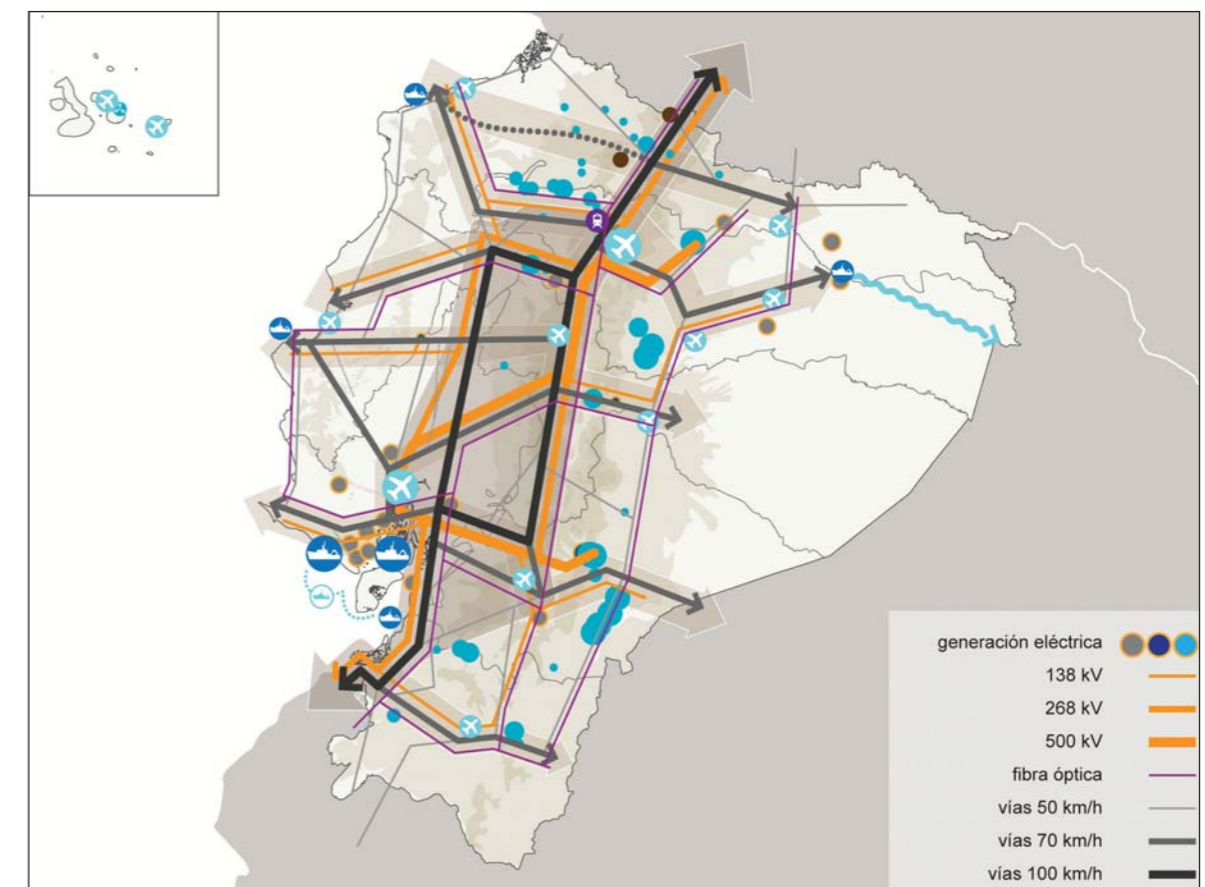 generación eléctrica
138 kV
268 kV
500 kV
fibra óptica
vías 50 km/h
vías 70 km/h
vías 100 km/h